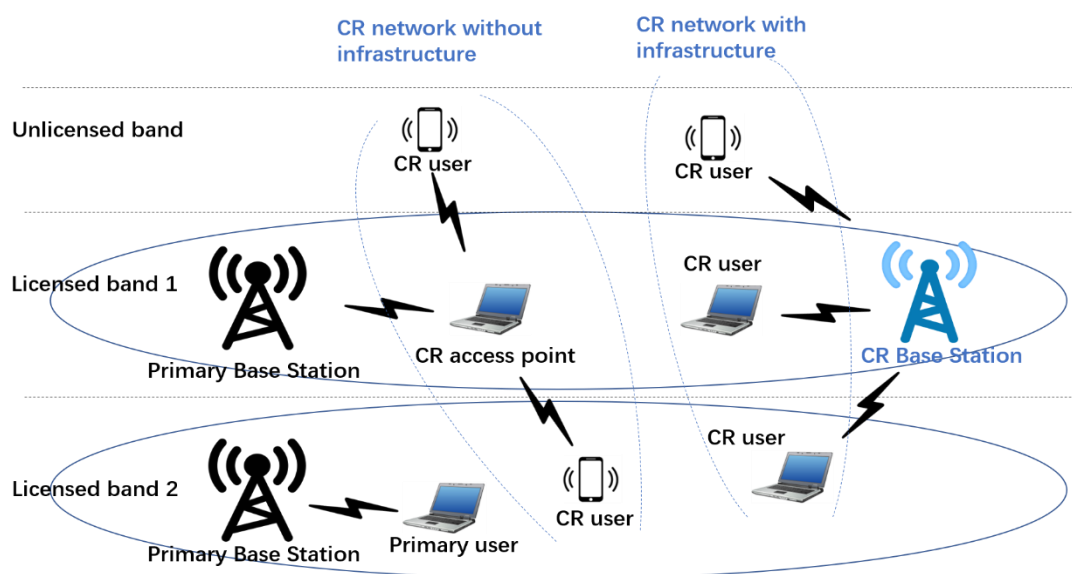 CR network without
infrastructure
CR network with
infrastructure
Unlicensed band
CR user
CR user
Licensed band 1
CR user
Primary Base Station
CR access point
CR Base Station
CR user
Licensed band 2
CR user
Primary Base Station
Primary user